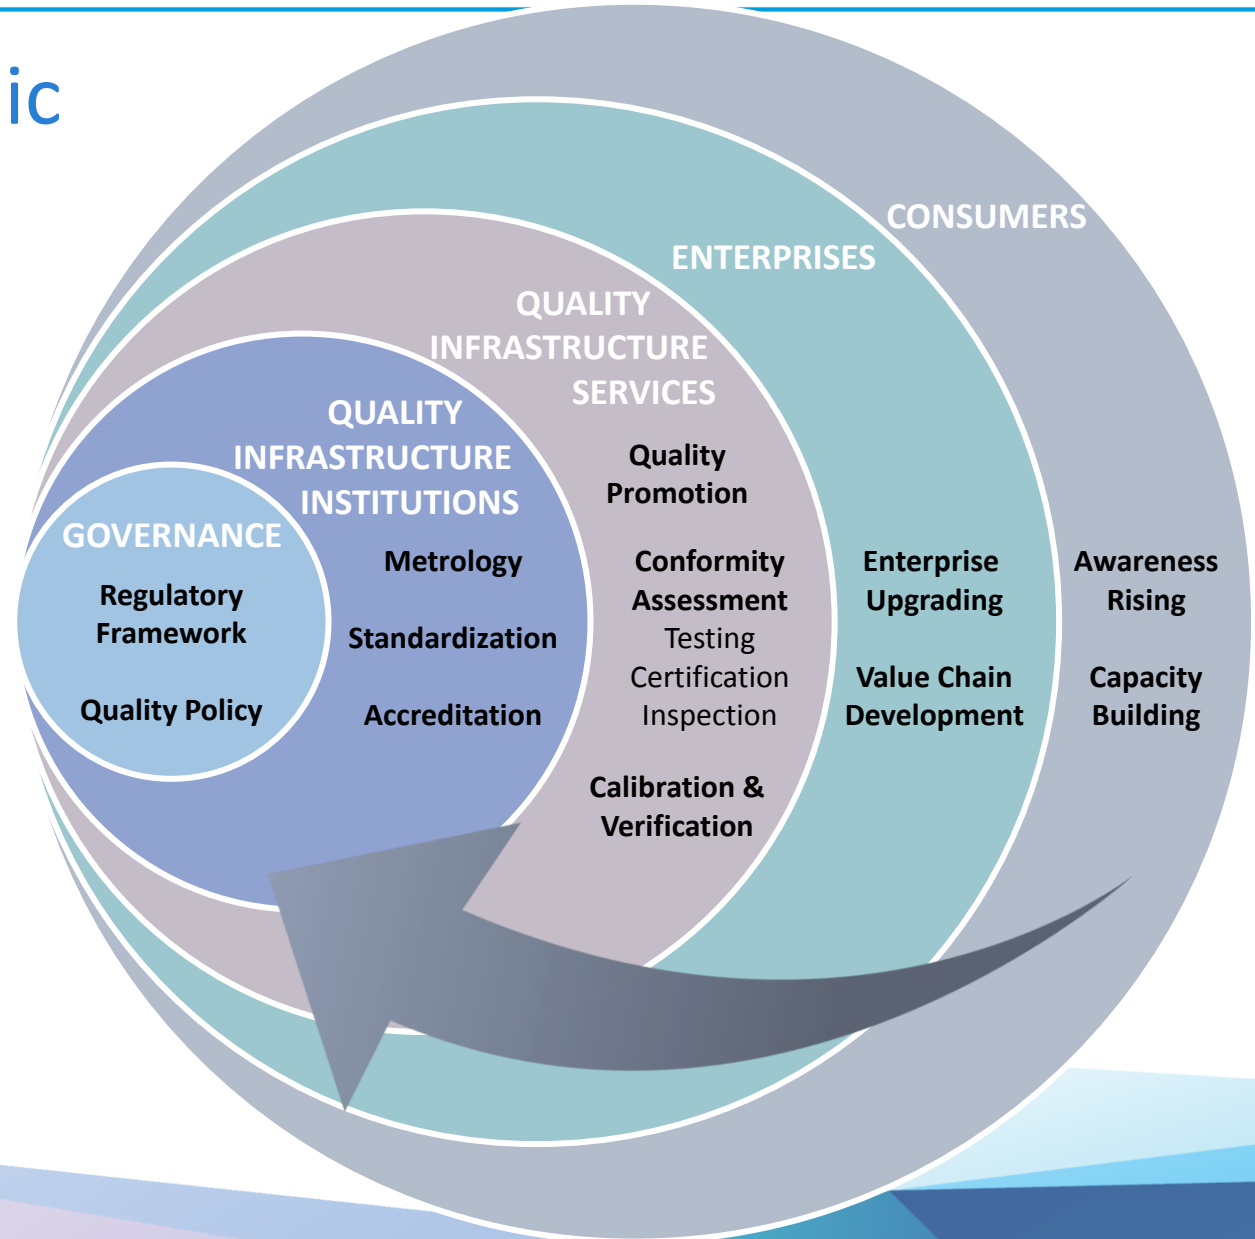 ic
CONSUMERS
ENTERPRISES
QUALITY
INFRASTRUCTURE
SERVICES
QUALITY
INFRASTRUCTURE
INSTITUTIONS
GOVERNANCE
Regulatory
Framework
Quality Policy
Metrology
Standardization
Accreditation
Quality
Promotion
Conformity
Assessment
Testing
Certification
Inspection
Calibration &
Verification
Enterprise
Upgrading
Value Chain
Development
Awareness
Rising
Capacity
Building